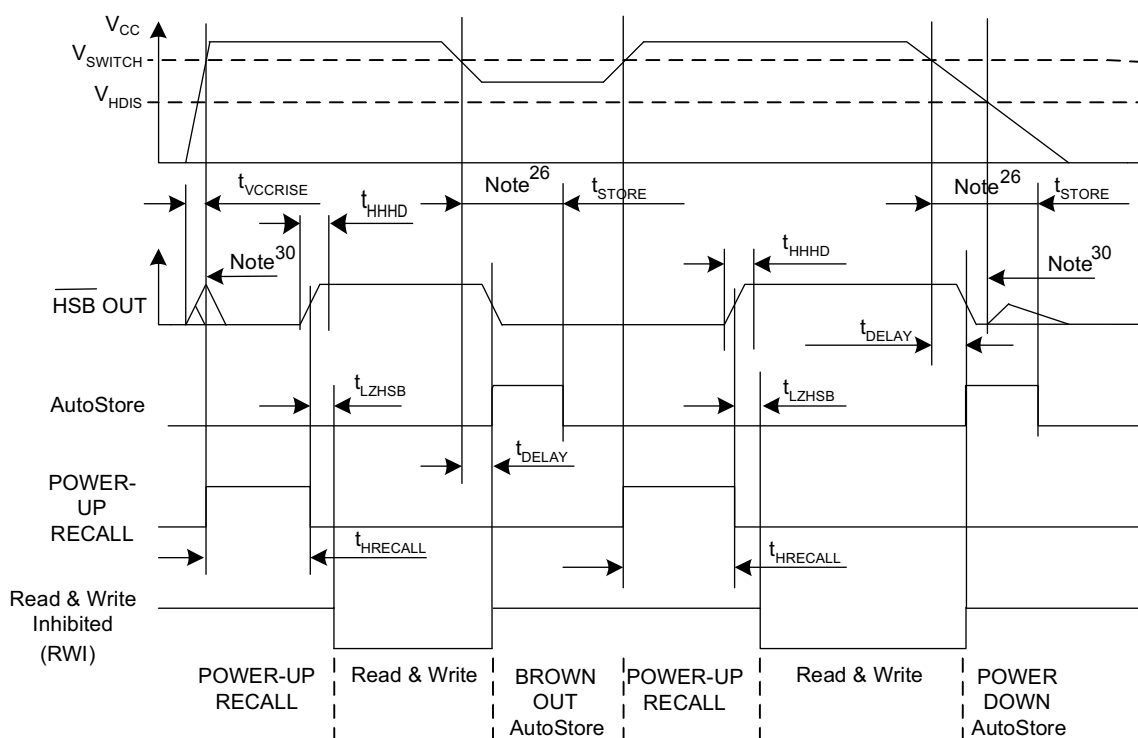 VCC
VSWITCH
VHDIS
tVCCRISE
tHHHD
Note26
tSTORE
Note26
tSTORE
Note30
tHHHD
Note30
HSB OUT
tDELAY
tLZHSB
tLZHSB
AutoStore
tDELAY
POWER-
UP
RECALL
tHRECALL
tHRECALL
Read & Write
Inhibited
(RWI)
POWER-UP
RECALL
Read & Write
BROWN
OUT
AutoStore
POWER-UP
RECALL
Read & Write
POWER
DOWN
AutoStore